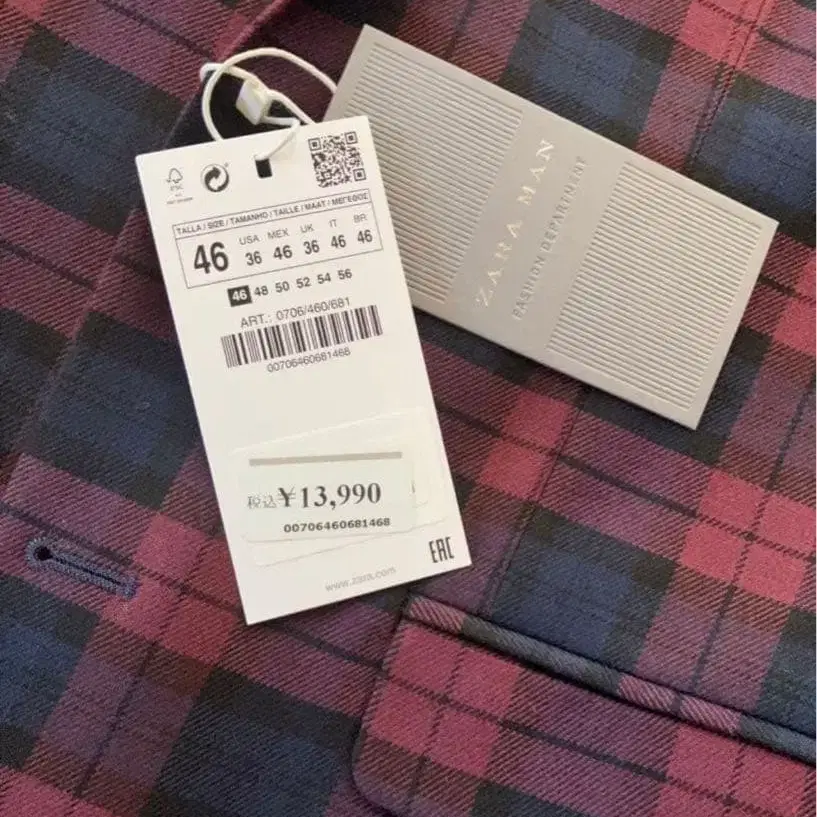 FSC
TALLA / SIZE / TAMANHO / TAILLE / MAAT / ΜΕΓΕΘΟΣ
46 USA 36 MEX 46 UK 36 IT 46 BR 46
46 48 50 52 54 56
ART.: 0706/460/681
00706460681468
税込¥13,990
00706460681468
EAC
www.zara.com
ZARA MAN
FASHION DEPARTMENT